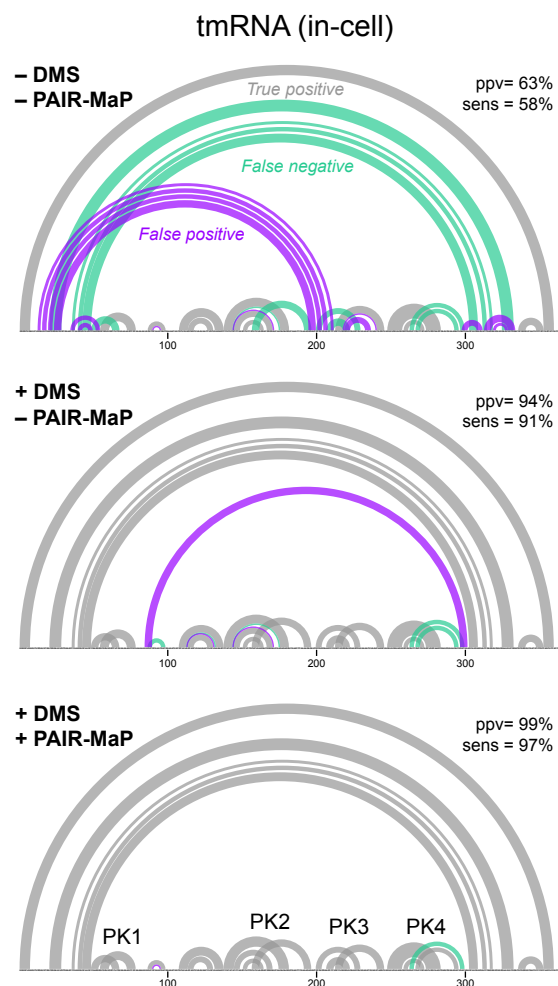 tmRNA (in-cell)
– DMS
– PAIR-MaP
ppv= 63%
sens = 58%
True positive
False negative
False positive
100
200
300
+ DMS
– PAIR-MaP
ppv= 94%
sens = 91%
100
200
300
+ DMS
+ PAIR-MaP
ppv= 99%
sens = 97%
PK1
PK2
PK3
PK4
100
200
300